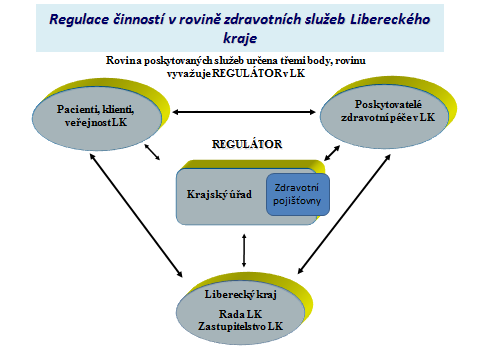 Regulace činností v rovině zdravotních služeb Libereckého
kraje
Rovina poskytovaných služeb určena třemi body, rovinu
vyvažuje REGULÁTOR v LK
Pacienti, klienti,
veřejnost LK
Poskytovatelé
zdravotní péče v LK
REGULÁTOR
Krajský úřad
Zdravotní
pojišťovny
Liberecký kraj
Rada LK
Zastupitelstvo LK